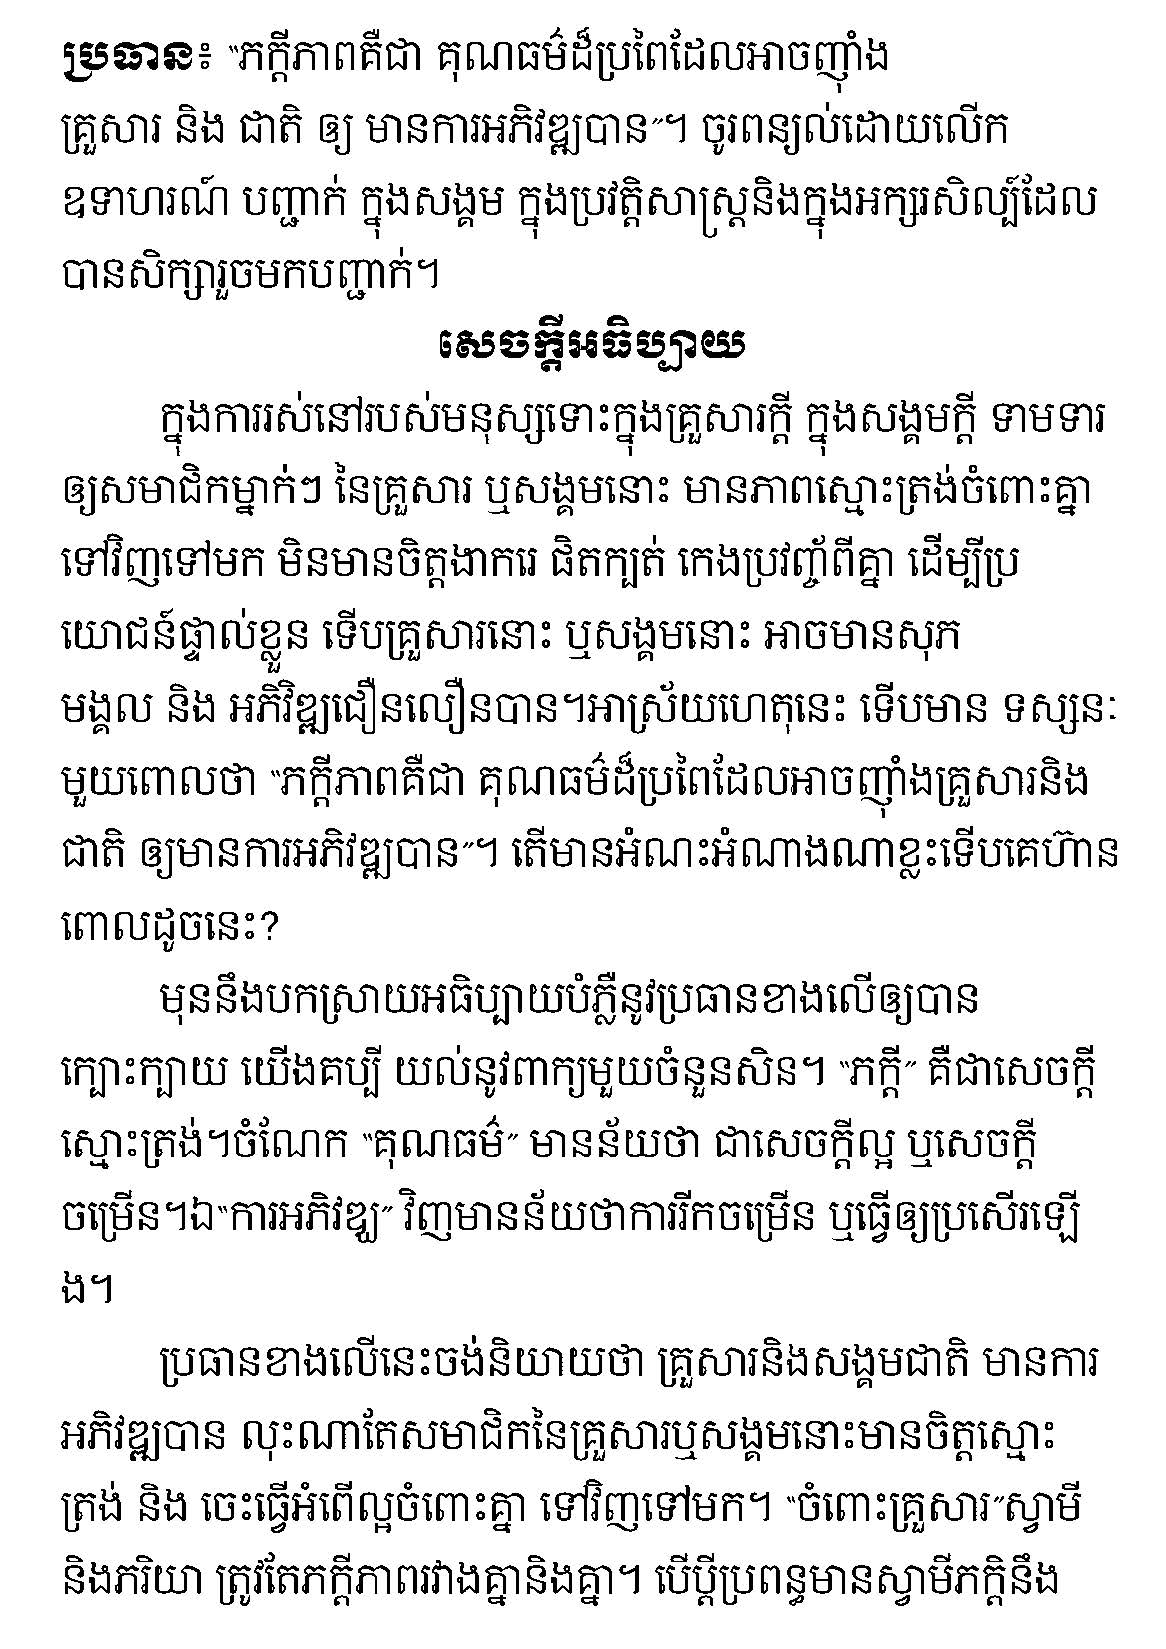 ប្រធាន៖ “ភក្តីភាពគឺជា គុណធម៌ដ៏ប្រពៃដែលអាចញ៉ាំង
គ្រួសារ និង ជាតិ ឲ្យ មានការអភិវឌ្ឍបាន”។ ចូរពន្យល់ដោយលើក
ឧទាហរណ៍ បញ្ជាក់ ក្នុងសង្គម ក្នុងប្រវត្តិសាស្ត្រនិងក្នុងអក្សរសិល្ប៍ដែល
បានសិក្សារួចមកបញ្ជាក់។
សេចក្តីអធិប្បាយ
ក្នុងការរស់នៅរបស់មនុស្សទោះក្នុងគ្រួសារក្តី ក្នុងសង្គមក្តី ទាមទារ
ឲ្យសមាជិកម្នាក់ៗ នៃគ្រួសារ ឬសង្គមនោះ មានភាពស្មោះត្រង់ចំពោះគ្នា
ទៅវិញទៅមក មិនមានចិត្តងាករេ ផិតក្បត់ កេងប្រវញ្ច័ពីគ្នា ដើម្បីប្រ
យោជន៍ផ្ទាល់ខ្លួន ទើបគ្រួសារនោះ ឬសង្គមនោះ អាចមានសុភ
មង្គល និង អភិវិឌ្ឍជឿនលឿនបាន។អាស្រ័យហេតុនេះ ទើបមាន ទស្សនៈ
មួយពោលថា “ភក្តីភាពគឺជា គុណធម៌ដ៏ប្រពៃដែលអាចញ៉ាំងគ្រួសារនិង
ជាតិ ឲ្យមានការអភិវឌ្ឍបាន”។ តើមានអំណះអំណាងណាខ្លះទើបគេហ៊ាន
ពោលដូចនេះ?
មុននឹងបកស្រាយអធិប្បាយបំភ្លឺនូវប្រធានខាងលើឲ្យបាន
ក្បោះក្បាយ យើងគប្បី យល់នូវពាក្យមួយចំនួនសិន។ “ភក្តី” គឺជាសេចក្តី
ស្មោះត្រង់។ចំណែក “គុណធម៌” មានន័យថា ជាសេចក្តីល្អ ឬសេចក្តី
ចម្រើន។ឯ“ការអភិវឌ្ឃ” វិញមានន័យថាការរីកចម្រើន ឬធ្វើឲ្យប្រសើរឡើ
ង។
ប្រធានខាងលើនេះចង់និយាយថា គ្រួសារនិងសង្គមជាតិ មានការ
អភិវឌ្ឍបាន លុះណាតែសមាជិកនៃគ្រួសារឬសង្គមនោះមានចិត្តស្មោះ
ត្រង់ និង ចេះធ្វើអំពើល្អចំពោះគ្នា ទៅវិញទៅមក។ “ចំពោះគ្រួសារ”ស្វាមី
និងភរិយា ត្រូវតែភក្តីភាពរវាងគ្នានិងគ្នា។ បើប្តីប្រពន្ធមានស្វាមីភក្តិនឹង